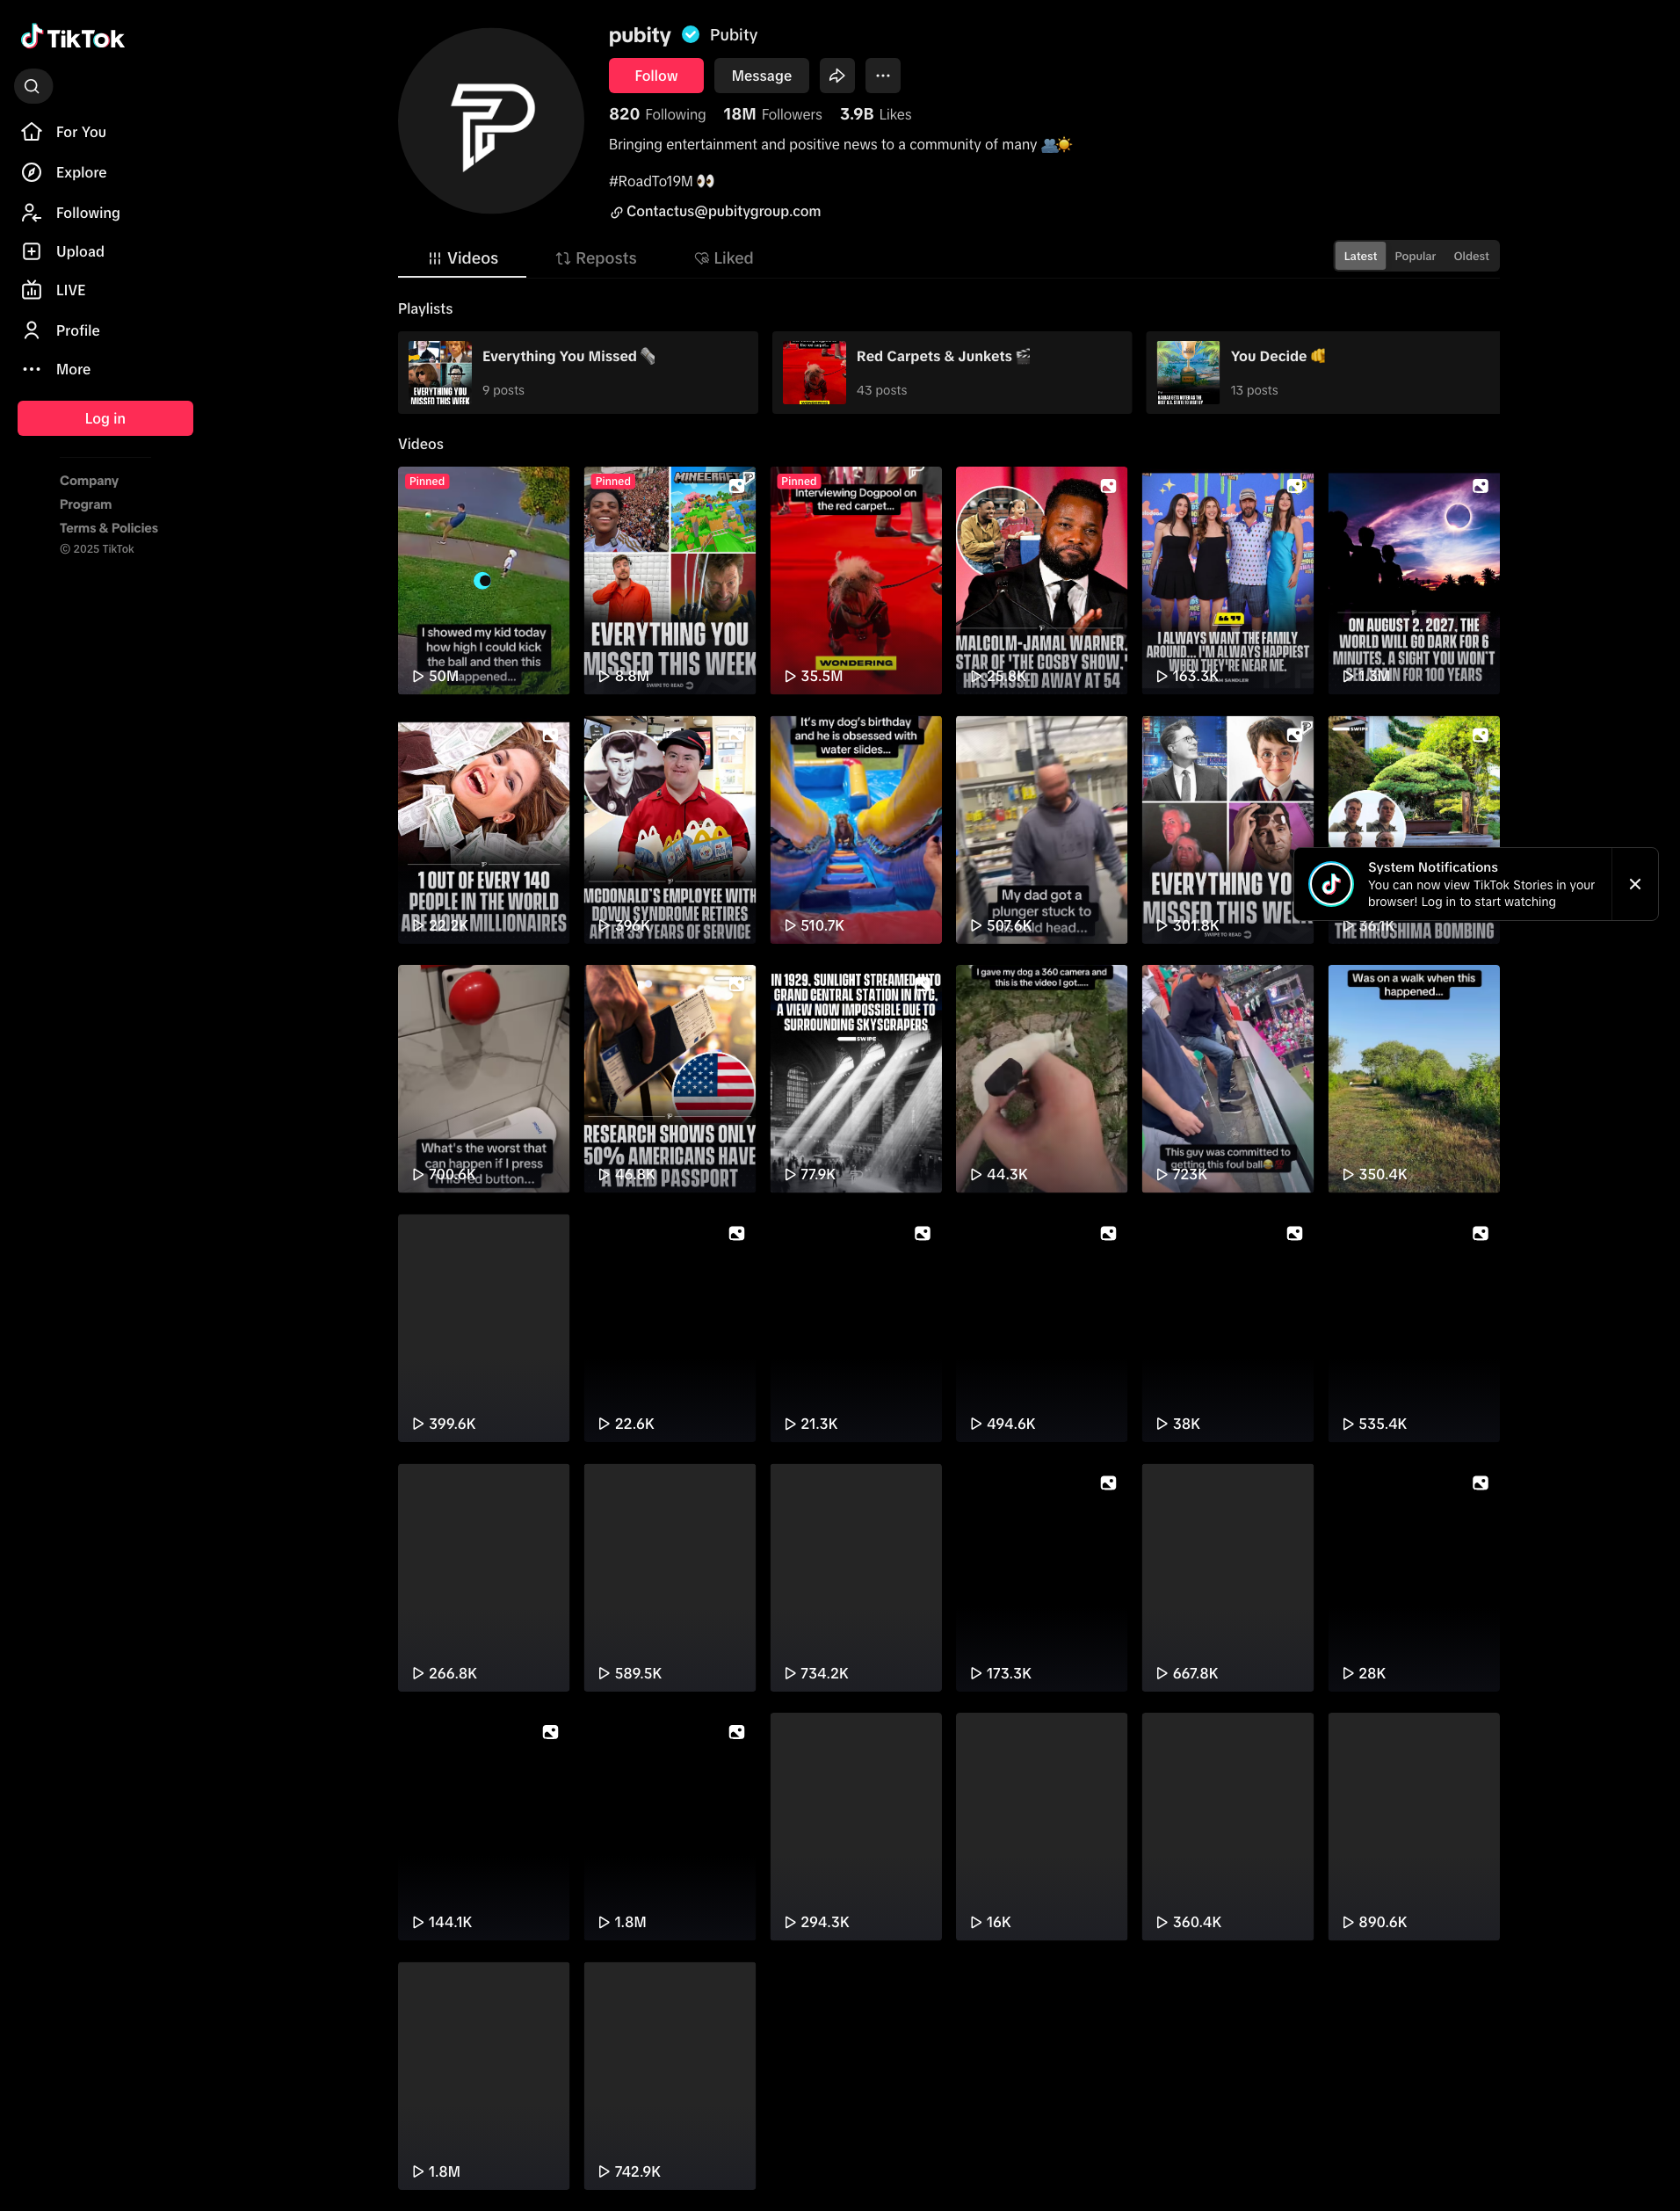 TikTok
For You
Explore
Following
Upload
LIVE
Profile
More
Log in
Company
Program
Terms & Policies
© 2025 TikTok
pubity Pubity
Follow Message
820 Following 18M Followers 3.9B Likes
Bringing entertainment and positive news to a community of many 👥☀️
#RoadTo19M 👀
Contactus@pubitygroup.com
Videos Reposts Liked
Latest Popular Oldest
Playlists
EVERYTHING YOU
MISSED THIS WEEK
Everything You Missed 🗞️
9 posts
Red Carpets & Junkets 🎬
43 posts
You Decide 👊
13 posts
Videos
Pinned
I showed my kid today
how high I could kick
the ball and then this
happened...
50M
Pinned
MINECRAFT
EVERYTHING YOU
MISSED THIS WEEK
SWIPE TO READ
8.8M
Pinned
Interviewing Dogpool on
the red carpet...
WONDERING
35.5M
MALCOLM-JAMAL WARNER,
STAR OF 'THE COSBY SHOW,'
HAS PASSED AWAY AT 54
25.8K
I ALWAYS WANT THE FAMILY
AROUND... I'M ALWAYS HAPPIEST
WHEN THEY'RE NEAR ME.
ADAM SANDLER
163.3K
ON AUGUST 2, 2027, THE
WORLD WILL GO DARK FOR 6
MINUTES, A SIGHT YOU WON'T
SEE AGAIN FOR 100 YEARS
1.3M
1 OUT OF EVERY 140
PEOPLE IN THE WORLD
ARE MILLIONAIRES
22.2K
MCDONALD'S EMPLOYEE WITH
DOWN SYNDROME RETIRES
AFTER 33 YEARS OF SERVICE
396K
It's my dog's birthday
and he is obsessed with
water slides...
510.7K
My dad got a
plunger stuck to
his bald head...
507.6K
EVERYTHING YO
MISSED THIS WEE
SWIPE TO READ
301.8K
SWIPE
THE HIROSHIMA BOMBING
36.1K
System Notifications
You can now view TikTok Stories in your
browser! Log in to start watching
What's the worst that
can happen if I press
this red button...
700.6K
RESEARCH SHOWS ONLY
50% AMERICANS HAVE
A VALID PASSPORT
46.8K
IN 1929, SUNLIGHT STREAMED INTO
GRAND CENTRAL STATION IN NYC,
A VIEW NOW IMPOSSIBLE DUE TO
SURROUNDING SKYSCRAPERS
SWIPE
77.9K
I gave my dog a 360 camera and
this is the video I got.....
44.3K
This guy was committed to
getting this foul ball😂💯
723K
Was on a walk when this
happened...
350.4K
399.6K
22.6K
21.3K
494.6K
38K
535.4K
266.8K
589.5K
734.2K
173.3K
667.8K
28K
144.1K
1.8M
294.3K
16K
360.4K
890.6K
1.8M
742.9K